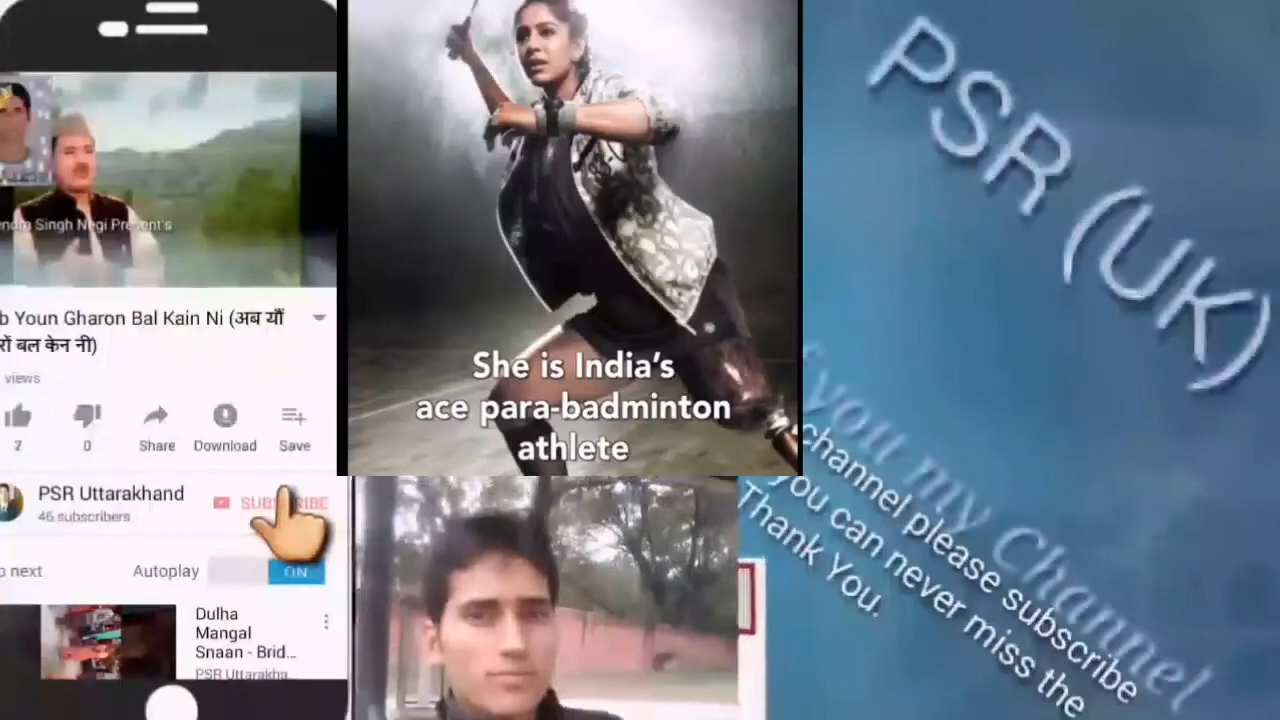 Singh Negi Present's
Youn Gharon Bal Kain Ni (अब यौं
बल केन नी)
views
2
0
Share
Download
Save
PSR Uttarakhand
46 subscribers
SUBSCRIBE
next
Autoplay
ON
Dulha
Mangal
Snaan - Brid...
PSR Uttarakha...
She is India's
ace para-badminton
athlete
PSR (UK)
you my Channel
channel please subscribe
you can never miss the
Thank You.